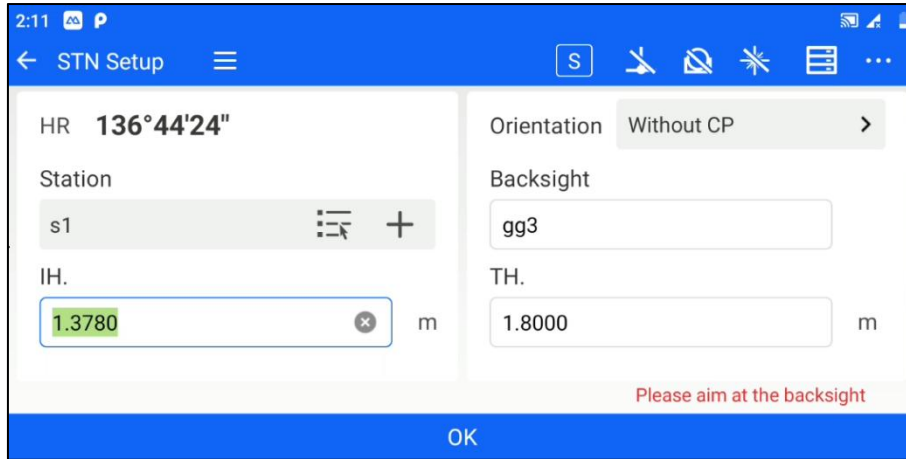 2:11
STN Setup
S
HR 136°44'24"
Station
s1
IH.
1.3780 m
Orientation Without CP
Backsight
gg3
TH.
1.8000 m
Please aim at the backsight
OK